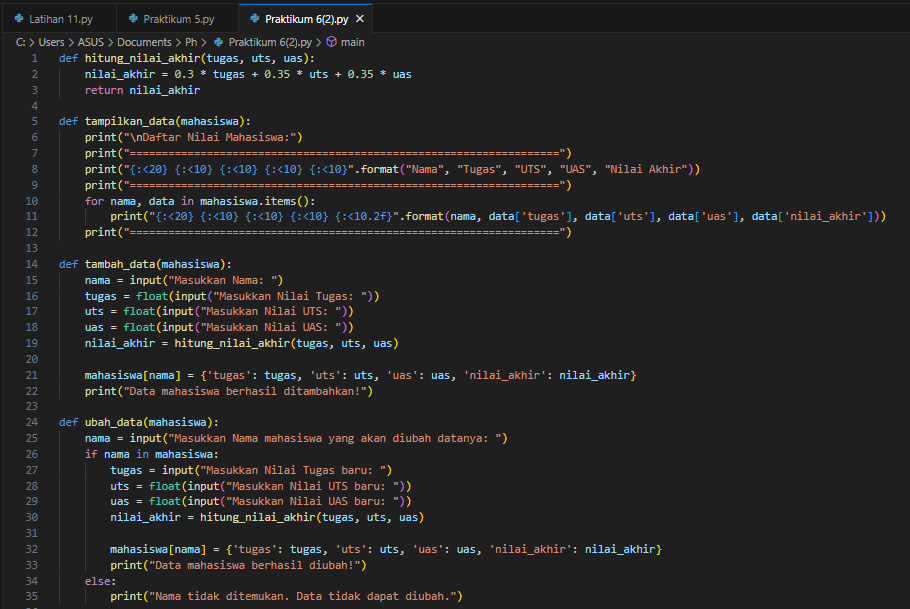 Latihan 11.py Praktikum 5.py Praktikum 6(2).py ×
C: > Users > ASUS > Documents > Ph > Praktikum 6(2).py > main
1 def hitung_nilai_akhir(tugas, uts, uas):
2     nilai_akhir = 0.3 * tugas + 0.35 * uts + 0.35 * uas
3     return nilai_akhir
4
5 def tampilkan_data(mahasiswa):
6     print("\nDaftar Nilai Mahasiswa:")
7     print("===================================================================")
8     print("{:<20} {:<10} {:<10} {:<10} {:<10}".format("Nama", "Tugas", "UTS", "UAS", "Nilai Akhir"))
9     print("===================================================================")
10     for nama, data in mahasiswa.items():
11         print("{:<20} {:<10} {:<10} {:<10} {:<10.2f}".format(nama, data['tugas'], data['uts'], data['uas'], data['nilai_akhir']))
12     print("===================================================================")
13
14 def tambah_data(mahasiswa):
15     nama = input("Masukkan Nama: ")
16     tugas = float(input("Masukkan Nilai Tugas: "))
17     uts = float(input("Masukkan Nilai UTS: "))
18     uas = float(input("Masukkan Nilai UAS: "))
19     nilai_akhir = hitung_nilai_akhir(tugas, uts, uas)
20
21     mahasiswa[nama] = {'tugas': tugas, 'uts': uts, 'uas': uas, 'nilai_akhir': nilai_akhir}
22     print("Data mahasiswa berhasil ditambahkan!")
23
24 def ubah_data(mahasiswa):
25     nama = input("Masukkan Nama mahasiswa yang akan diubah datanya: ")
26     if nama in mahasiswa:
27         tugas = input("Masukkan Nilai Tugas baru: ")
28         uts = float(input("Masukkan Nilai UTS baru: "))
29         uas = float(input("Masukkan Nilai UAS baru: "))
30         nilai_akhir = hitung_nilai_akhir(tugas, uts, uas)
31
32         mahasiswa[nama] = {'tugas': tugas, 'uts': uts, 'uas': uas, 'nilai_akhir': nilai_akhir}
33         print("Data mahasiswa berhasil diubah!")
34     else:
35         print("Nama tidak ditemukan. Data tidak dapat diubah.")